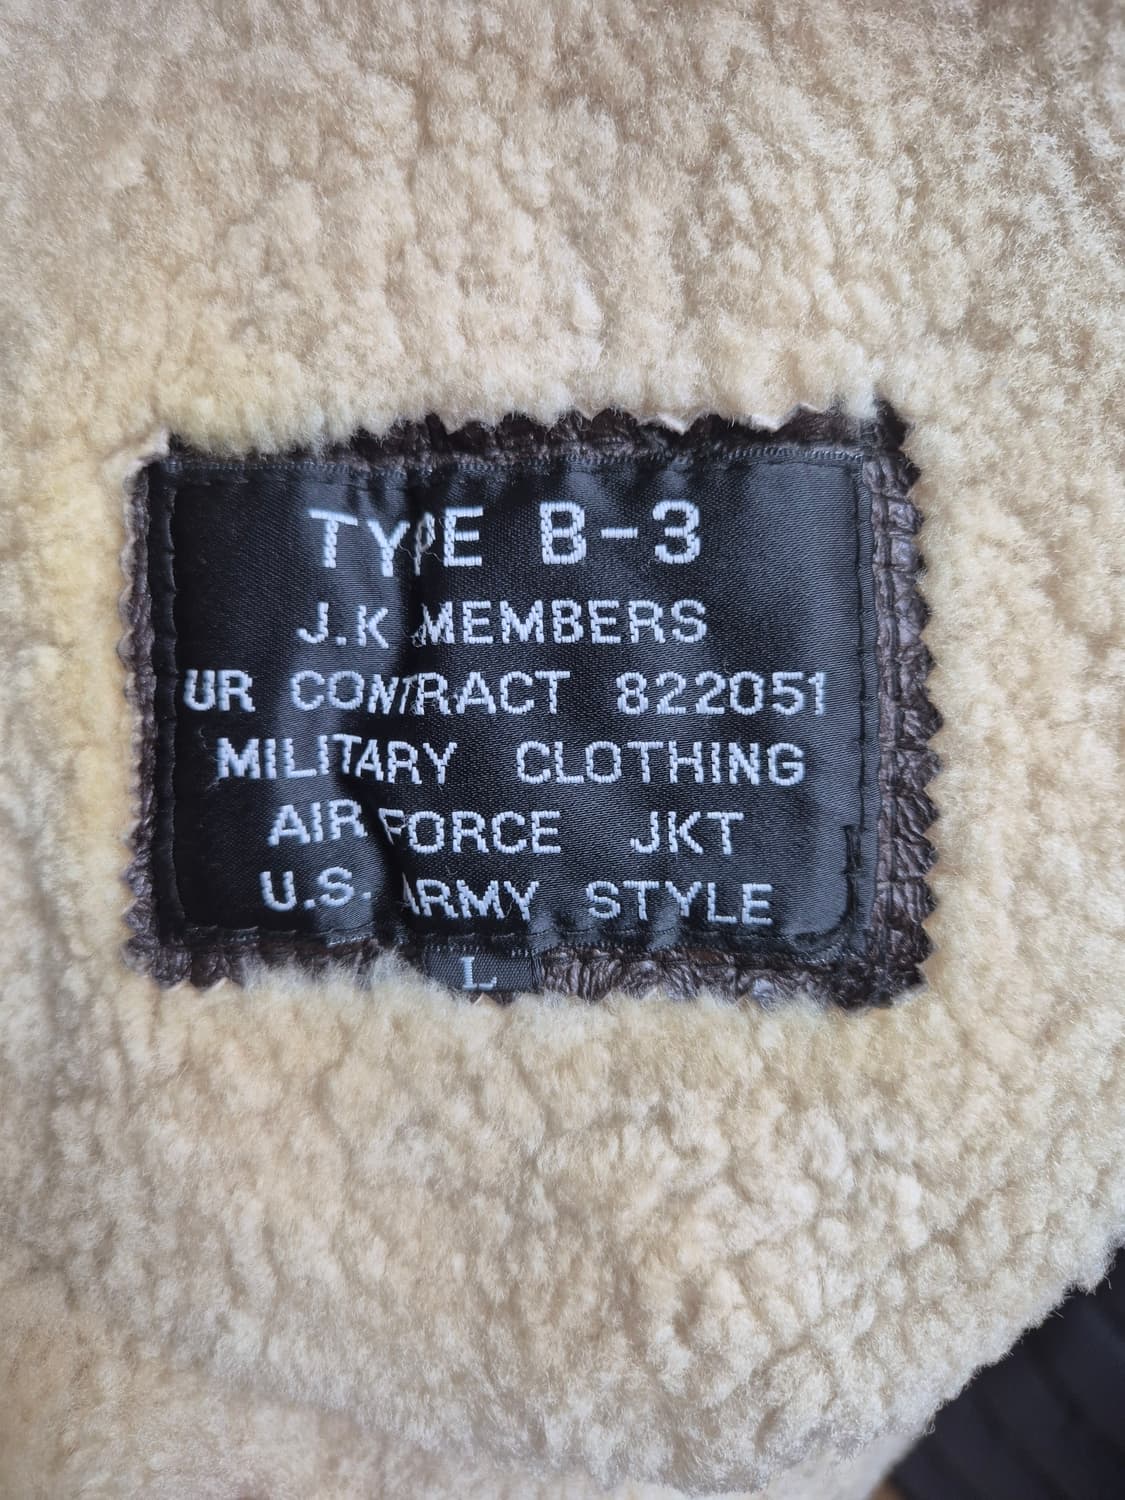 TYPE B-3
J.K MEMBERS
UR CONTRACT 822051
MILITARY CLOTHING
AIR FORCE JKT
U.S. ARMY STYLE
L